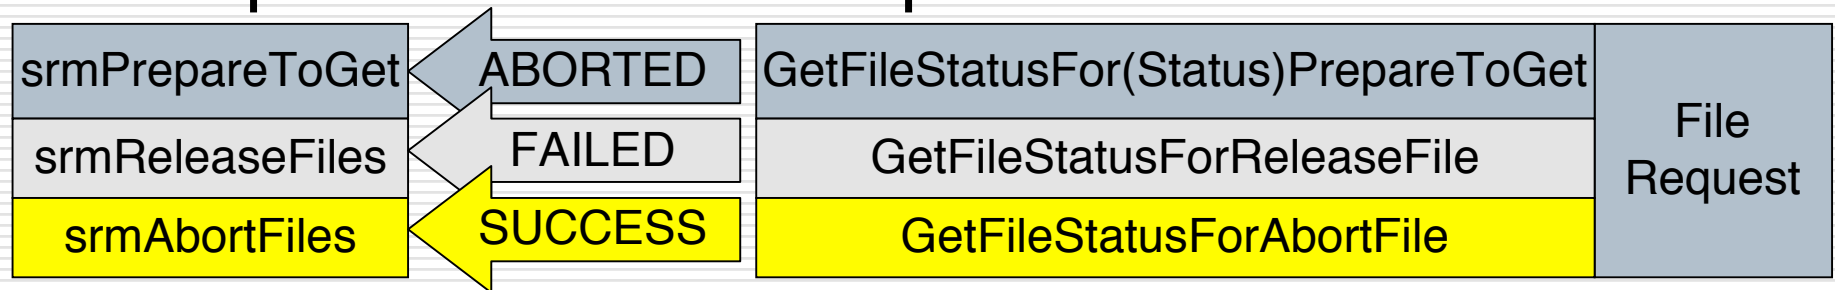 srmPrepareToGet ABORTED GetFileStatusFor(Status)PrepareToGet
srmReleaseFiles FAILED GetFileStatusForReleaseFile
srmAbortFiles SUCCESS GetFileStatusForAbortFile
File
Request